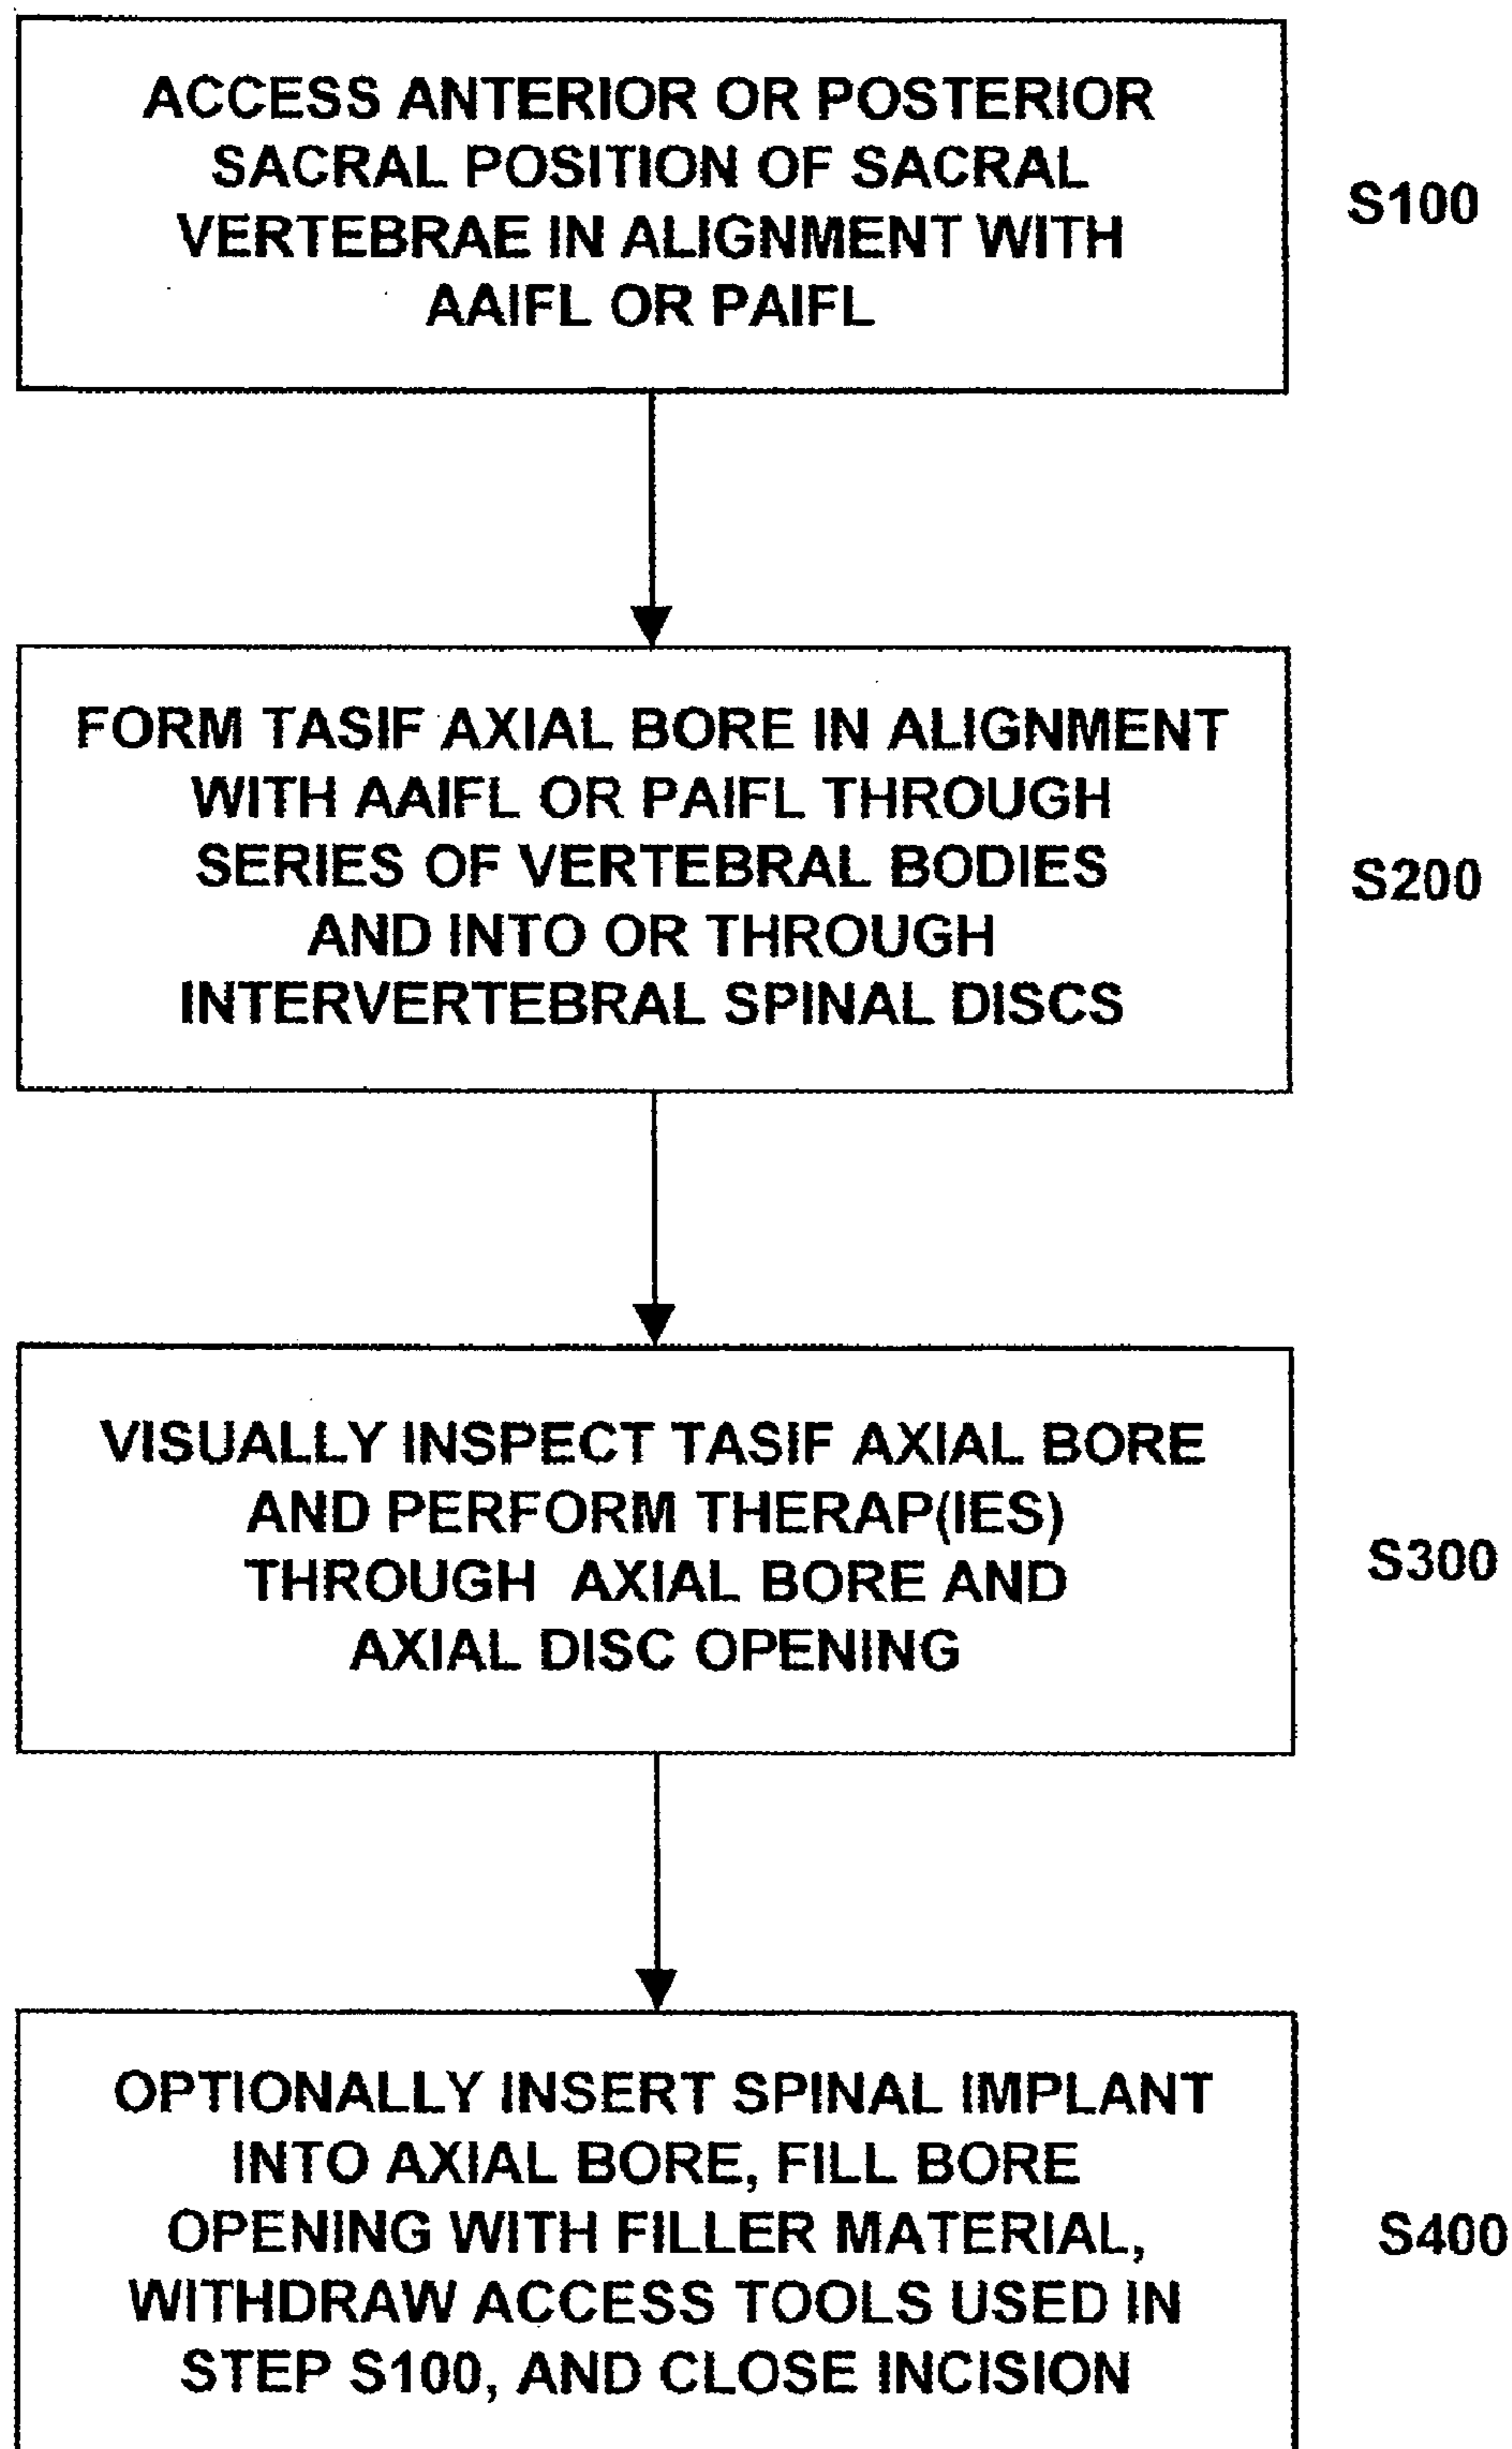 ACCESS ANTERIOR OR POSTERIOR
SACRAL POSITION OF SACRAL
VERTEBRAE IN ALIGNMENT WITH
AAIFL OR PAIFL
S100
FORM TASIF AXIAL BORE IN ALIGNMENT
WITH AAIFL OR PAIFL THROUGH
SERIES OF VERTEBRAL BODIES
AND INTO OR THROUGH
INTERVERTEBRAL SPINAL DISCS
S200
VISUALLY INSPECT TASIF AXIAL BORE
AND PERFORM THERAP(IES)
THROUGH AXIAL BORE AND
AXIAL DISC OPENING
S300
OPTIONALLY INSERT SPINAL IMPLANT
INTO AXIAL BORE, FILL BORE
OPENING WITH FILLER MATERIAL,
WITHDRAW ACCESS TOOLS USED IN
STEP S100, AND CLOSE INCISION
S400